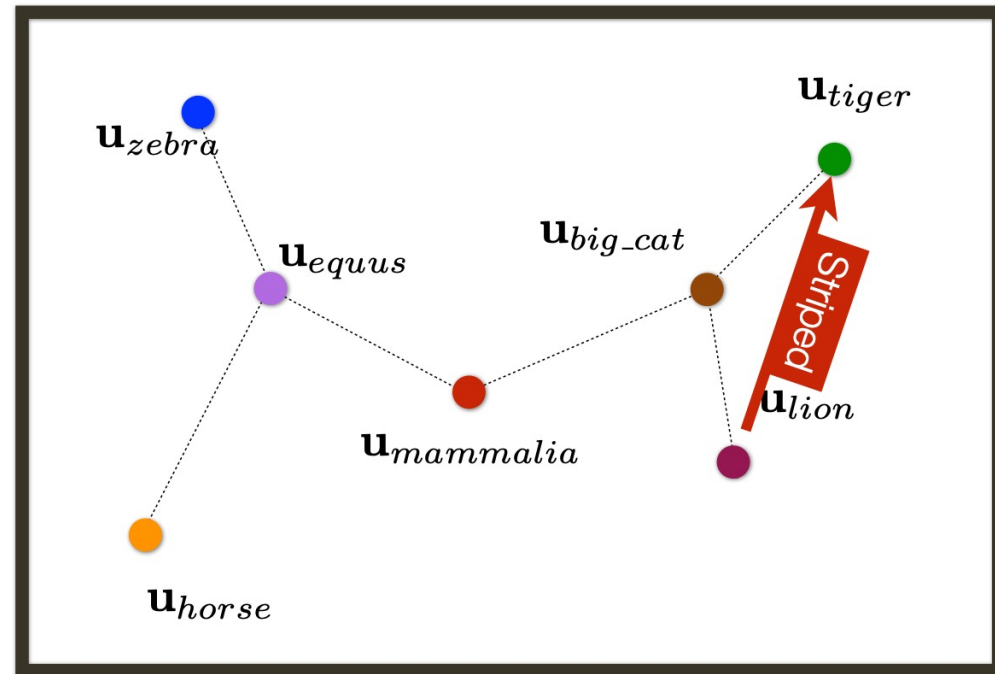 u_tiger
u_zebra
u_big_cat
u_equus
Striped
u_lion
u_mammalia
u_horse